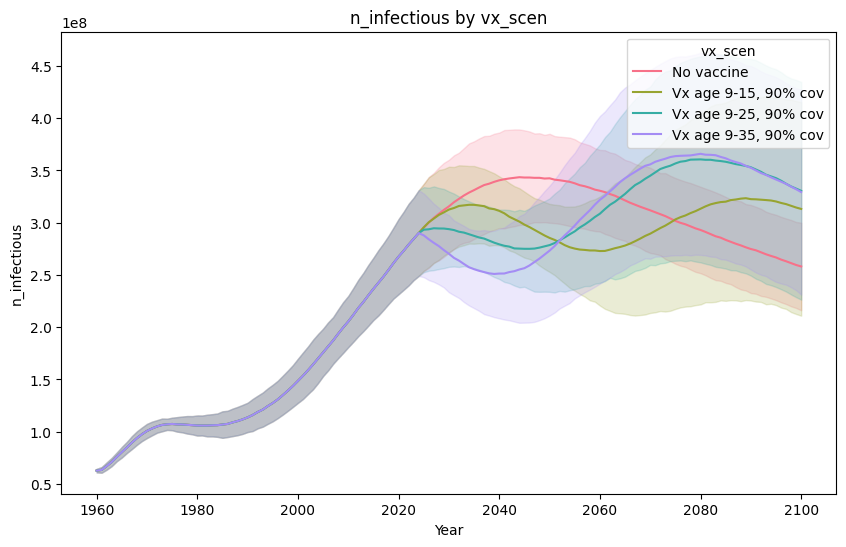 n_infectious by vx_scen
1e8
vx_scen
No vaccine
Vx age 9-15, 90% cov
Vx age 9-25, 90% cov
Vx age 9-35, 90% cov
4.5
4.0
3.5
3.0
2.5
2.0
1.5
1.0
0.5
n_infectious
1960 1980 2000 2020 2040 2060 2080 2100
Year